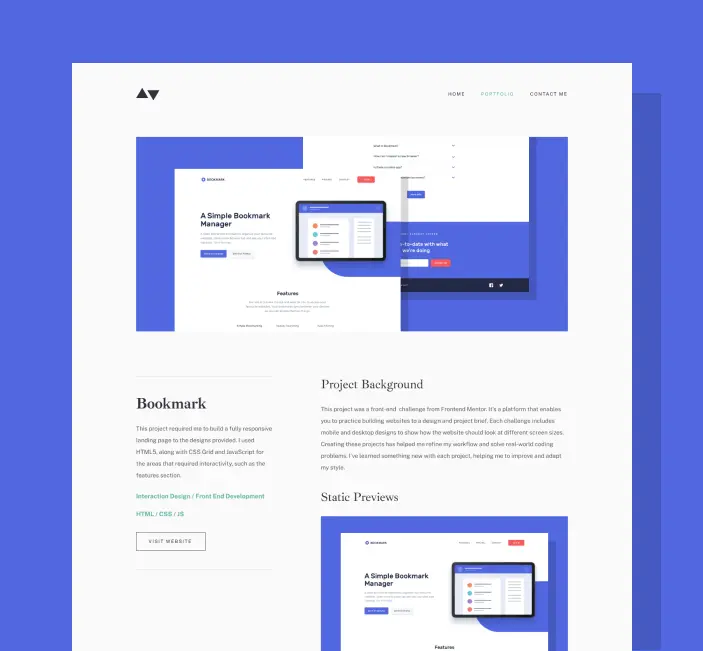 HOME PORTFOLIO CONTACT ME
BOOKMARK
A Simple Bookmark
Manager
Features
-to-date with what
we're doing
Bookmark
This project required me to build a fully responsive
landing page to the designs provided. I used
HTML5, along with CSS Grid and JavaScript for
the areas that required interactivity, such as the
features section.
Interaction Design / Front End Development
HTML / CSS / JS
VISIT WEBSITE
Project Background
This project was a front-end challenge from Frontend Mentor. It's a platform that enables
you to practice building websites to a design and project brief. Each challenge includes
mobile and desktop designs to show how the website should look at different screen sizes.
Creating these projects has helped me refine my workflow and solve real-world coding
problems. I've learned something new with each project, helping me to improve and adapt
my style.
Static Previews
BOOKMARK
A Simple Bookmark
Manager
Features